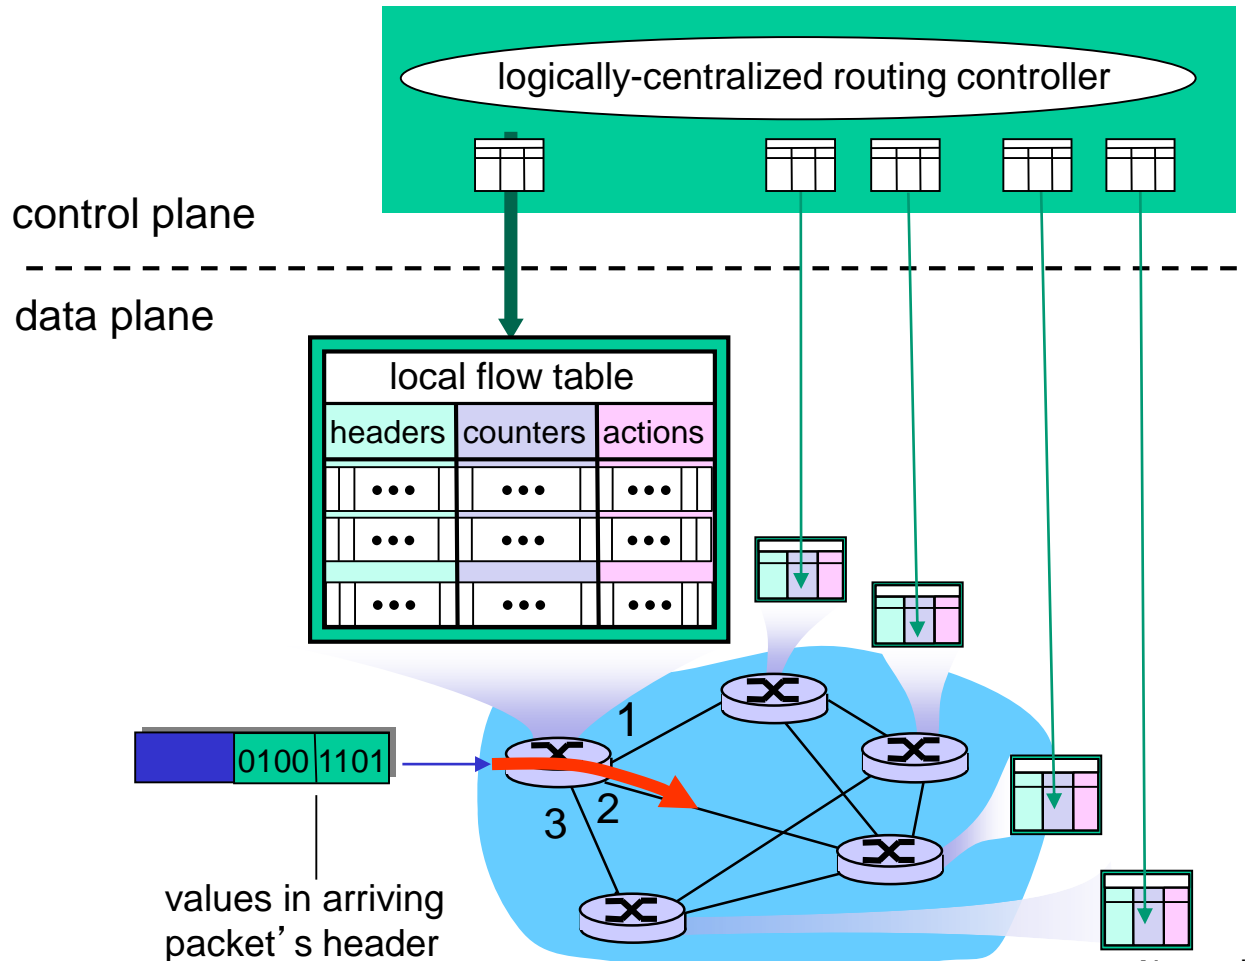 logically-centralized routing controller
control plane
data plane
local flow table
headers counters actions
1
0100 1101
2
3
values in arriving
packet’s header